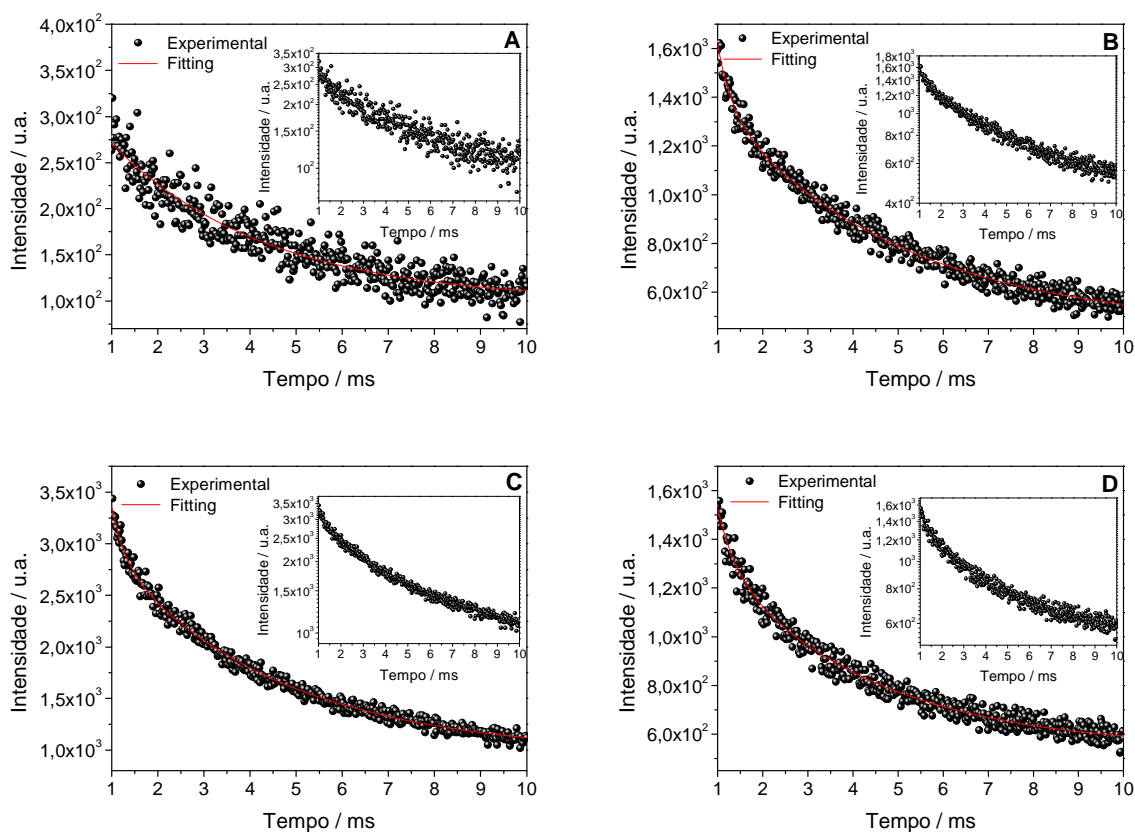 A
Experimental
Fitting
4,0x10²
3,5x10²
3,0x10²
2,5x10²
2,0x10²
1,5x10²
1,0x10²
Intensidade / u.a.
1 2 3 4 5 6 7 8 9 10
Tempo / ms
3,5x10²
3x10²
2,5x10²
2x10²
1,5x10²
10²
Intensidade / u.a.
1 2 3 4 5 6 7 8 9 10
Tempo / ms
B
Experimental
Fitting
1,6x10³
1,4x10³
1,2x10³
1,0x10³
8,0x10²
6,0x10²
Intensidade / u.a.
1 2 3 4 5 6 7 8 9 10
Tempo / ms
1,8x10³
1,6x10³
1,4x10³
1,2x10³
10³
8x10²
6x10²
4x10²
Intensidade / u.a.
1 2 3 4 5 6 7 8 9 10
Tempo / ms
C
Experimental
Fitting
3,5x10³
3,0x10³
2,5x10³
2,0x10³
1,5x10³
1,0x10³
Intensidade / u.a.
1 2 3 4 5 6 7 8 9 10
Tempo / ms
3,5x10³
3x10³
2,5x10³
2x10³
1,5x10³
10³
Intensidade / u.a.
1 2 3 4 5 6 7 8 9 10
Tempo / ms
D
Experimental
Fitting
1,6x10³
1,4x10³
1,2x10³
1,0x10³
8,0x10²
6,0x10²
Intensidade / u.a.
1 2 3 4 5 6 7 8 9 10
Tempo / ms
1,6x10³
1,4x10³
1,2x10³
10³
8x10²
6x10²
Intensidade / u.a.
1 2 3 4 5 6 7 8 9 10
Tempo / ms